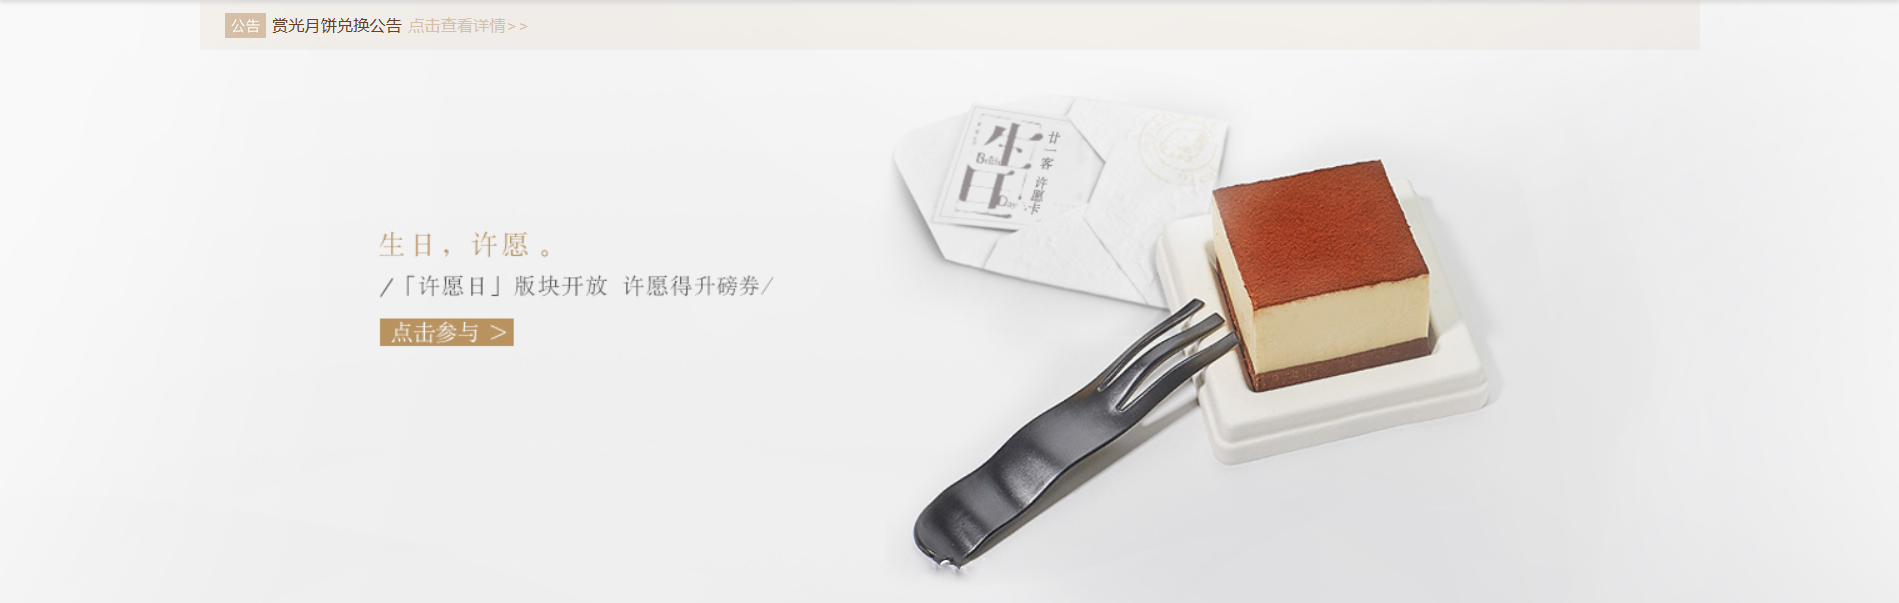 公告 赏光月饼兑换公告 点击查看详情>>
生日
廿一客 许愿卡
生日，许愿。
/「许愿日」版块开放 许愿得升磅券/
点击参与 >